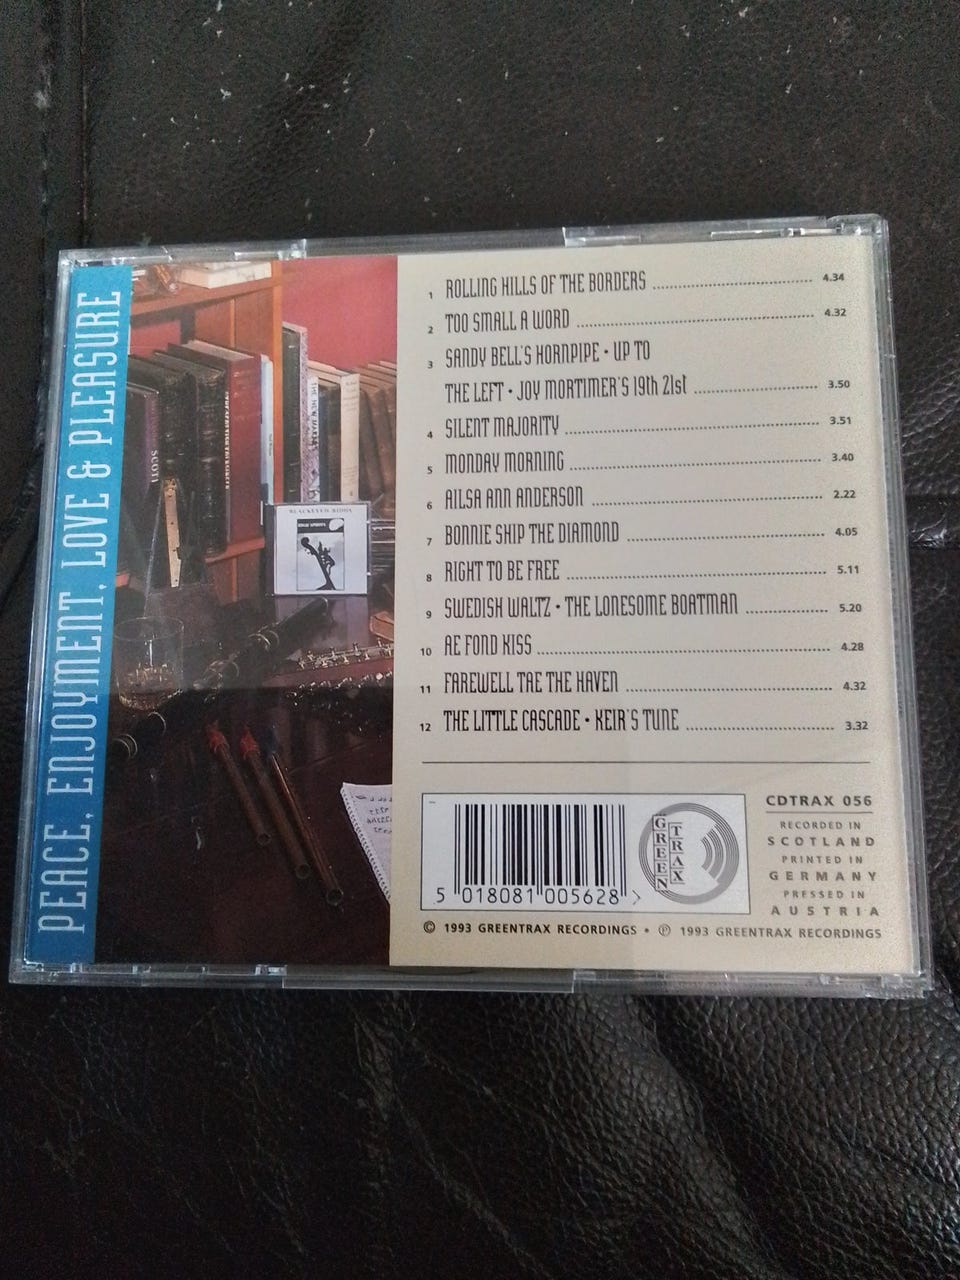 PEACE, ENJOYMENT, LOVE & PLEASURE
1 ROLLING HILLS OF THE BORDERS 4.34
2 TOO SMALL A WORD 4.32
3 SANDY BELL'S HORNPIPE • UP TO
THE LEFT • JOY MORTIMER'S 19th 21st 3.50
4 SILENT MAJORITY 3.51
5 MONDAY MORNING 3.40
6 AILSA ANN ANDERSON 2.22
7 BONNIE SHIP THE DIAMOND 4.05
8 RIGHT TO BE FREE 5.11
9 SWEDISH WALTZ • THE LONESOME BOATMAN 5.20
10 AE FOND KISS 4.28
11 FAREWELL TAE THE HAVEN 4.32
12 THE LITTLE CASCADE • KEIR'S TUNE 3.32
5 018081 005628 >
GREEN
TRAX
CDTRAX 056
RECORDED IN
SCOTLAND
PRINTED IN
GERMANY
PRESSED IN
AUSTRIA
© 1993 GREENTRAX RECORDINGS • ℗ 1993 GREENTRAX RECORDINGS